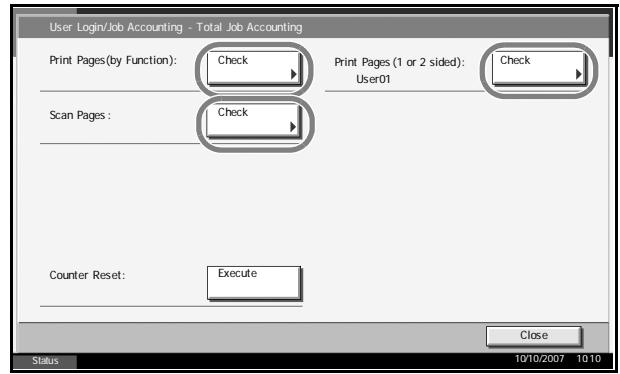 User Login/Job Accounting - Total Job Accounting
Print Pages(by Function):
Check
Print Pages (1 or 2 sided):
User01
Check
Scan Pages :
Check
Counter Reset:
Execute
Close
Status
10/10/2007 10:10